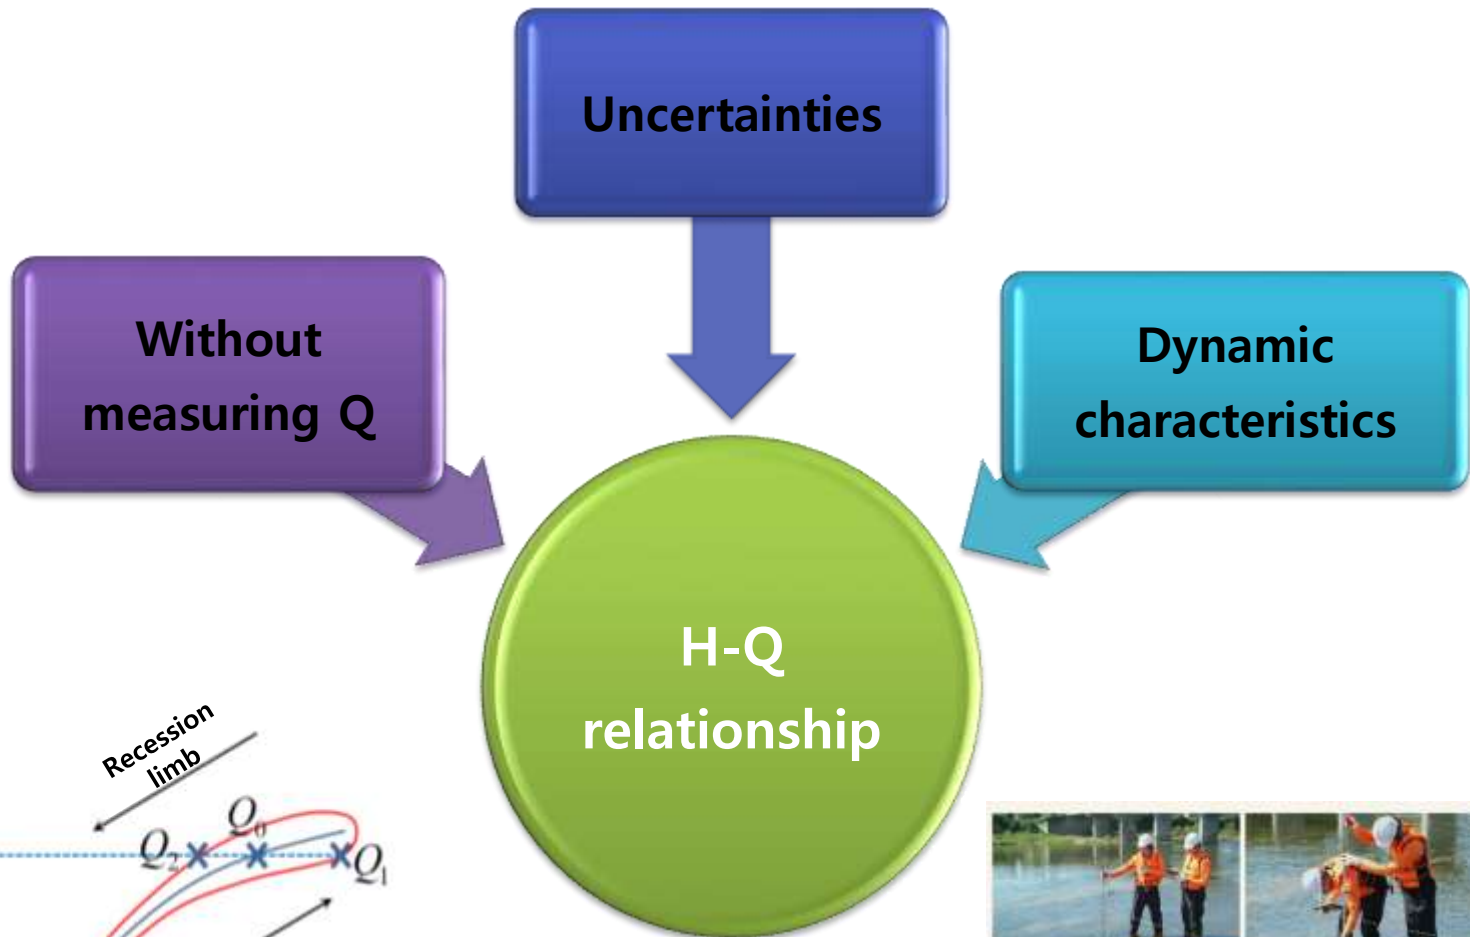 Uncertainties
Without
measuring Q
Dynamic
characteristics
H-Q
relationship
Recession
limb
Q₀
Q₂
Q₁